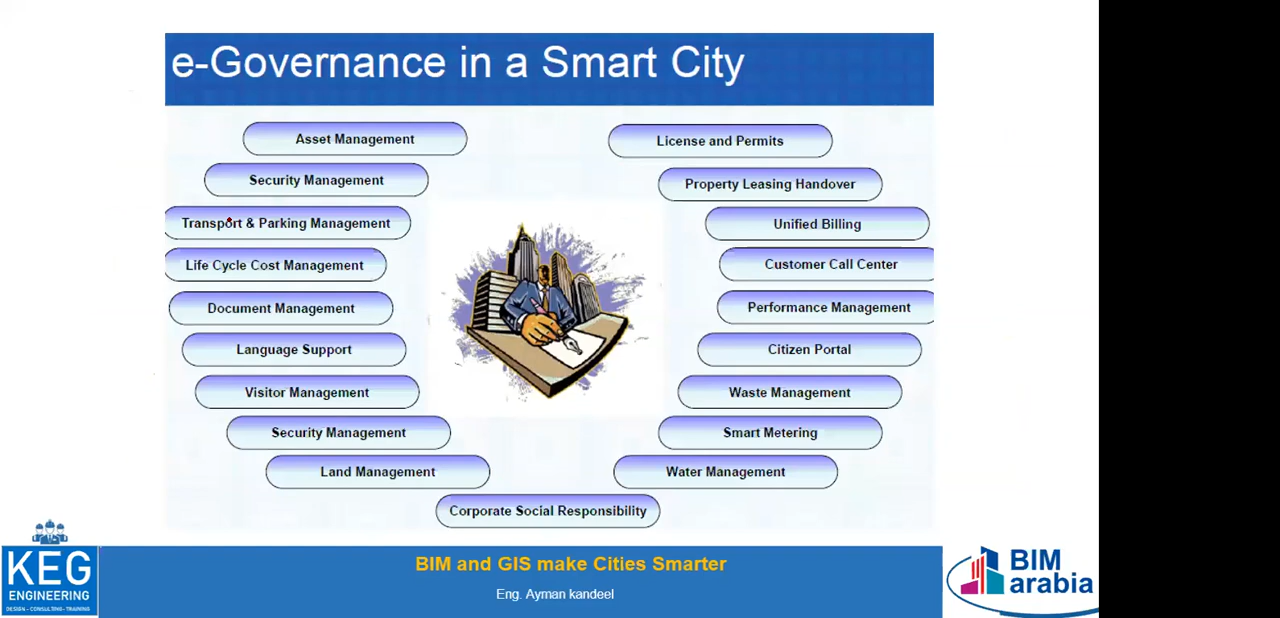 e-Governance in a Smart City
Asset Management
Security Management
Transport & Parking Management
Life Cycle Cost Management
Document Management
Language Support
Visitor Management
Security Management
Land Management
Corporate Social Responsibility
License and Permits
Property Leasing Handover
Unified Billing
Customer Call Center
Performance Management
Citizen Portal
Waste Management
Smart Metering
Water Management
KEG
ENGINEERING
DESIGN - CONSULTING - TRAINING
BIM and GIS make Cities Smarter
Eng. Ayman kandeel
BIM
arabia